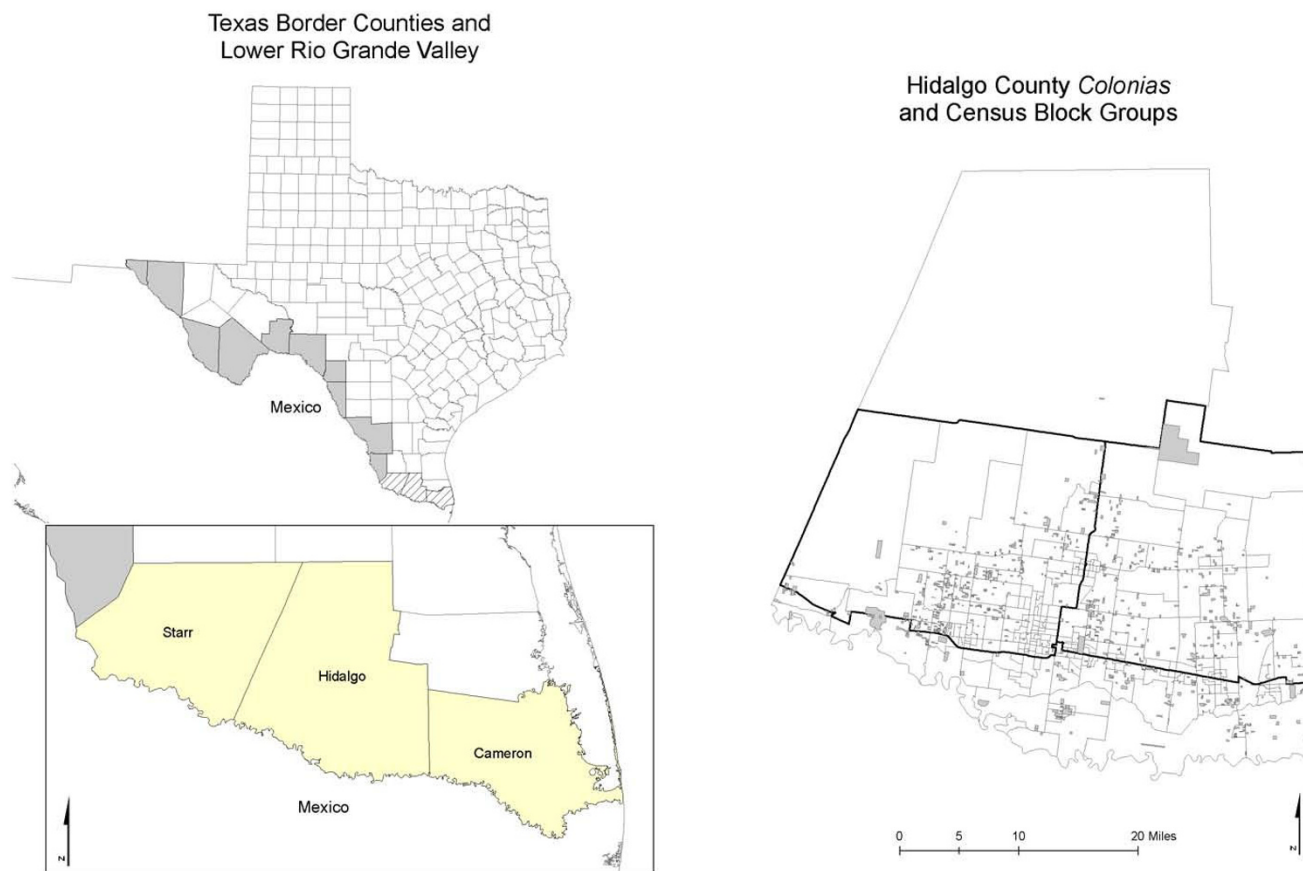 Texas Border Counties and
Lower Rio Grande Valley
Mexico
Starr
Hidalgo
Cameron
Mexico
N
Hidalgo County Colonias
and Census Block Groups
0 5 10 20 Miles
N